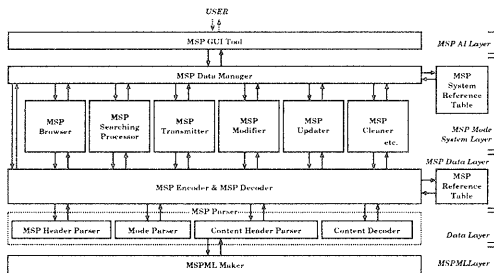 USER
MSP GUI Tool
MSP AI Layer
MSP Data Manager
MSP
System
Reference
Table
MSP
Browser
MSP
Searching
Processor
MSP
Transmitter
MSP
Modifier
MSP
Updater
MSP
Cleaner
etc.
MSP Mode
System Layer
MSP Data Layer
MSP Encoder & MSP Decoder
MSP
Reference
Table
MSP Parser
MSP Header Parser
Mode Parser
Content Header Parser
Content Decoder
Data Layer
MSPML Maker
MSPMLLayer